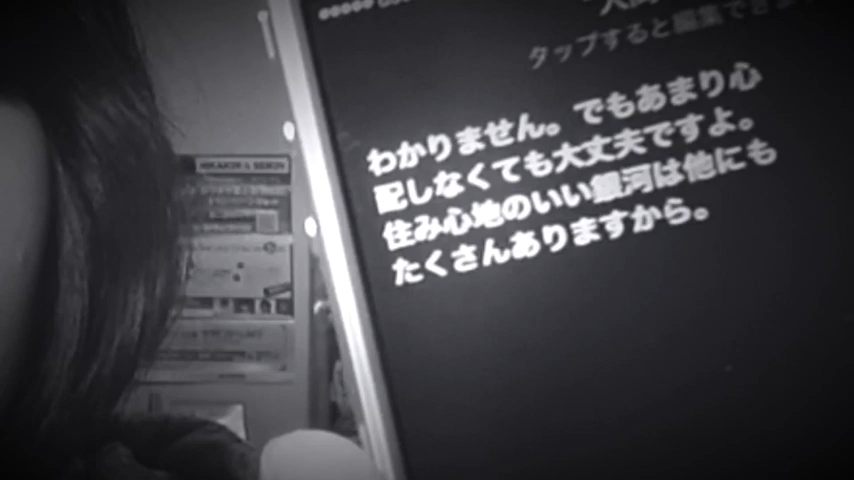 タップすると編集できま
わかりません。でもあまり心
配しなくても大丈夫ですよ。
住み心地のいい銀河は他にも
たくさんありますから。